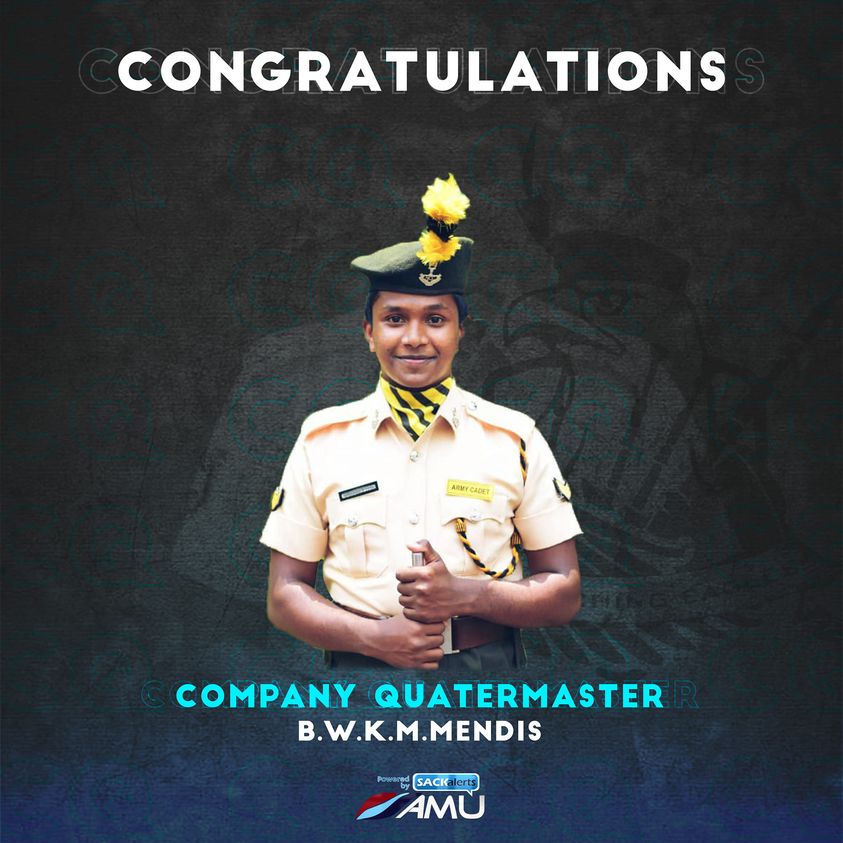 CONGRATULATIONS
ARMY CADET
COMPANY QUATERMASTER
B.W.K.M.MENDIS
Powered
by SACKalerts
AMU